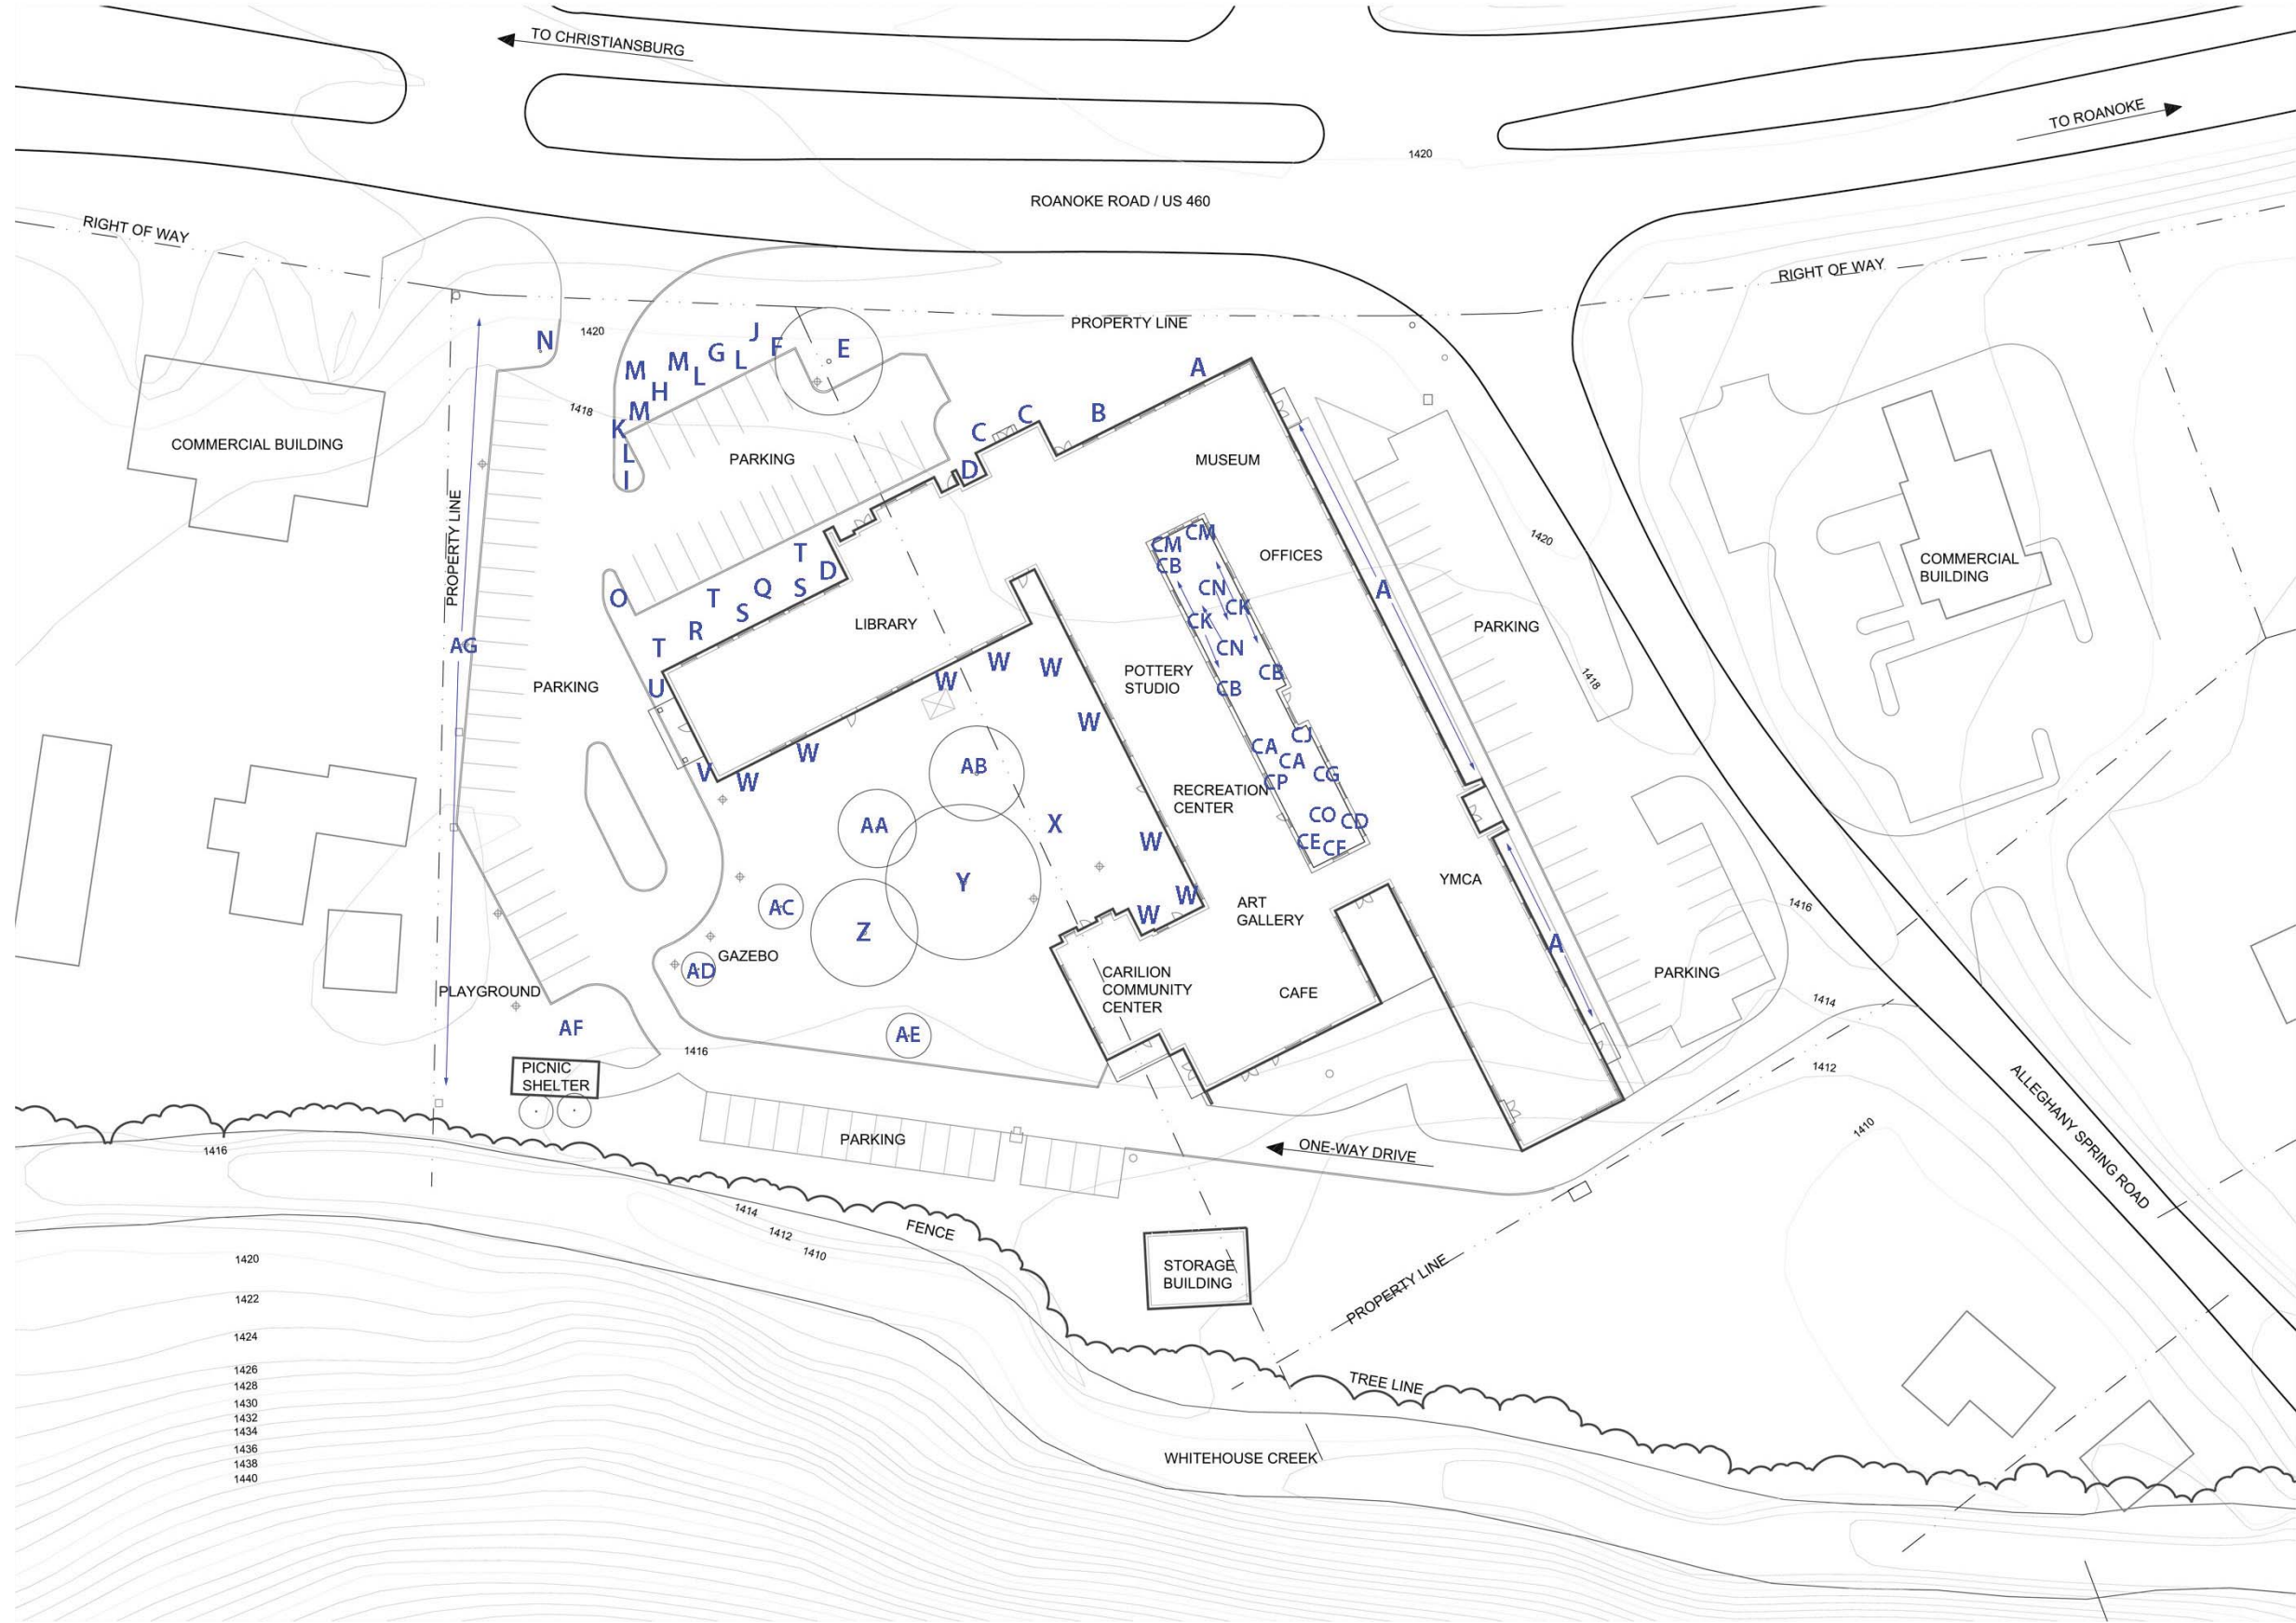 TO CHRISTIANSBURG
TO ROANOKE
1420
ROANOKE ROAD / US 460
RIGHT OF WAY
RIGHT OF WAY
PROPERTY LINE
N
1420
J
F
E
M
M
G
L
L
H
A
1418
M
K
C
C
B
COMMERCIAL BUILDING
L
I
PARKING
D
MUSEUM
PROPERTY LINE
1420
CM
CM
CB
OFFICES
COMMERCIAL
BUILDING
T
D
O
T
Q
S
S
R
CN
CK
CK
A
LIBRARY
PARKING
AG
T
W
W
W
CN
CB
CB
POTTERY
STUDIO
1418
PARKING
U
W
V
W
W
AB
CA
CJ
CA
CG
CP
RECREATION
CENTER
AA
X
W
CO
CD
CE
CF
Y
YMCA
AC
W
W
ART
GALLERY
1416
Z
A
GAZEBO
AD
CARILION
COMMUNITY
CENTER
CAFE
PARKING
PLAYGROUND
1414
AF
AE
1416
PICNIC
SHELTER
1412
ALLEGHANY SPRING ROAD
1410
PARKING
ONE-WAY DRIVE
1416
1414
1412
1410
FENCE
STORAGE
BUILDING
PROPERTY LINE
1420
1422
1424
1426
1428
1430
1432
1434
1436
1438
1440
TREE LINE
WHITEHOUSE CREEK